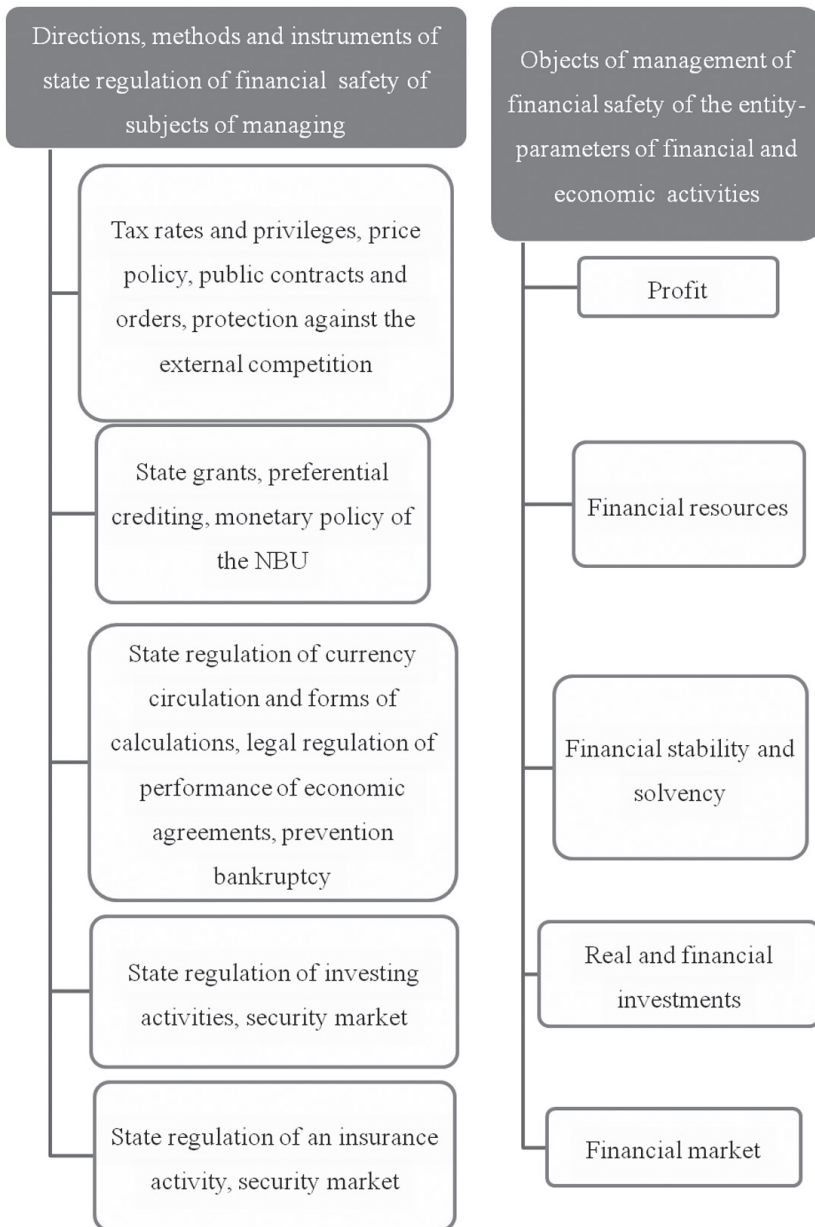 Directions, methods and instruments of
state regulation of financial safety of
subjects of managing
Tax rates and privileges, price
policy, public contracts and
orders, protection against the
external competition
State grants, preferential
crediting, monetary policy of
the NBU
State regulation of currency
circulation and forms of
calculations, legal regulation of
performance of economic
agreements, prevention
bankruptcy
State regulation of investing
activities, security market
State regulation of an insurance
activity, security market
Objects of management of
financial safety of the entity-
parameters of financial and
economic activities
Profit
Financial resources
Financial stability and
solvency
Real and financial
investments
Financial market